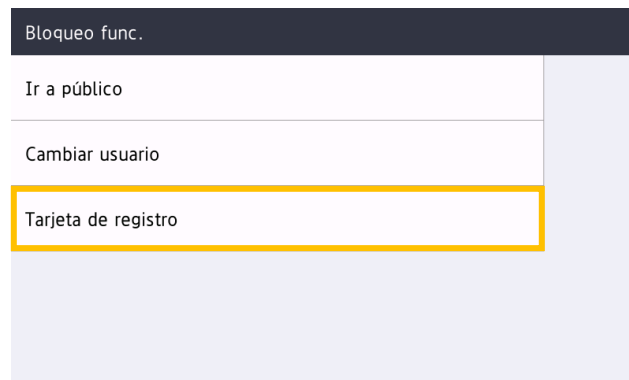 Bloqueo func.
Ir a público
Cambiar usuario
Tarjeta de registro